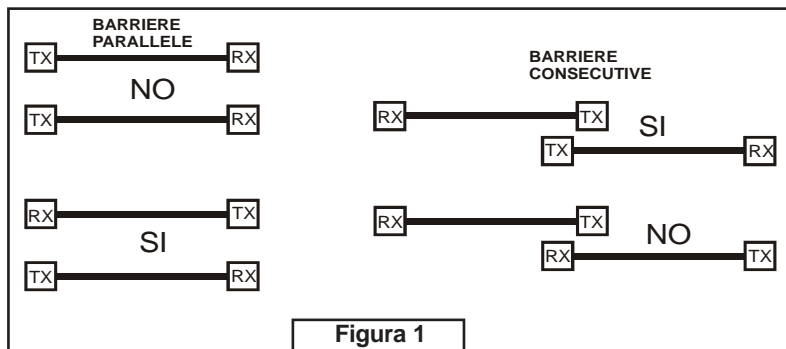 BARRIERE
PARALLELE
TX RX
NO
TX RX
RX TX
SI
TX RX
BARRIERE
CONSECUTIVE
RX TX
SI
TX RX
RX TX
NO
RX TX
Figura 1